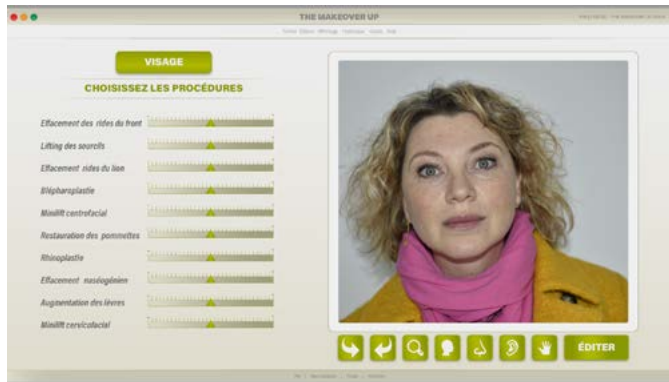 THE MAKEOVER UP
VISAGE
CHOISISSEZ LES PROCÉDURES
Effacement des rides du front
Lifting des sourcils
Effacement rides du lion
Blépharoplastie
Minilift centrofacial
Restauration des pommettes
Rhinoplastie
Effacement naséogénien
Augmentation des lèvres
Minilift cervicofacial
ÉDITER